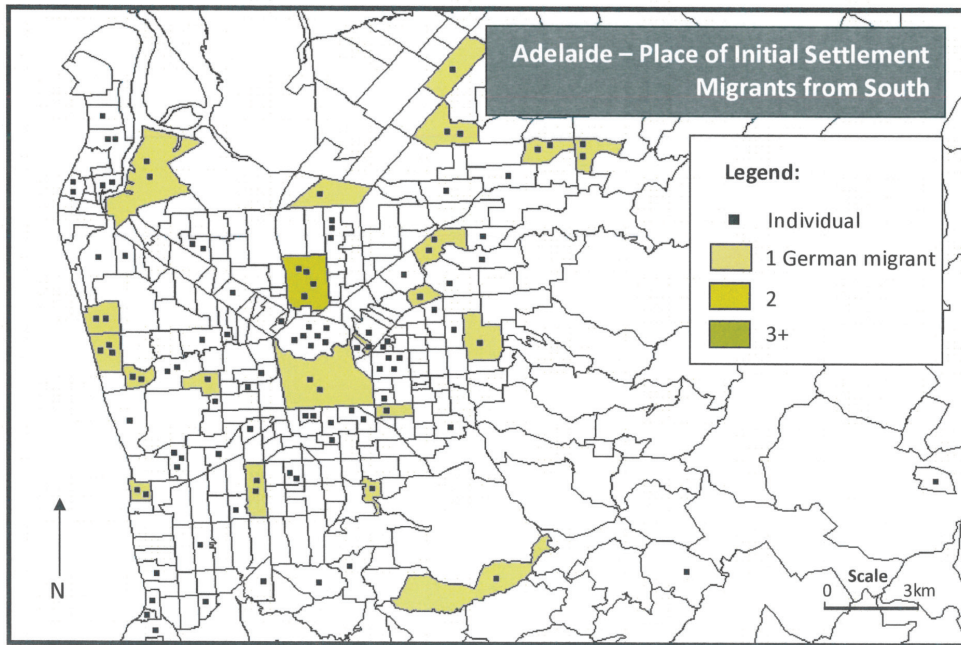 Adelaide – Place of Initial Settlement
Migrants from South
Legend:
Individual
1 German migrant
2
3+
N
Scale
0 3km